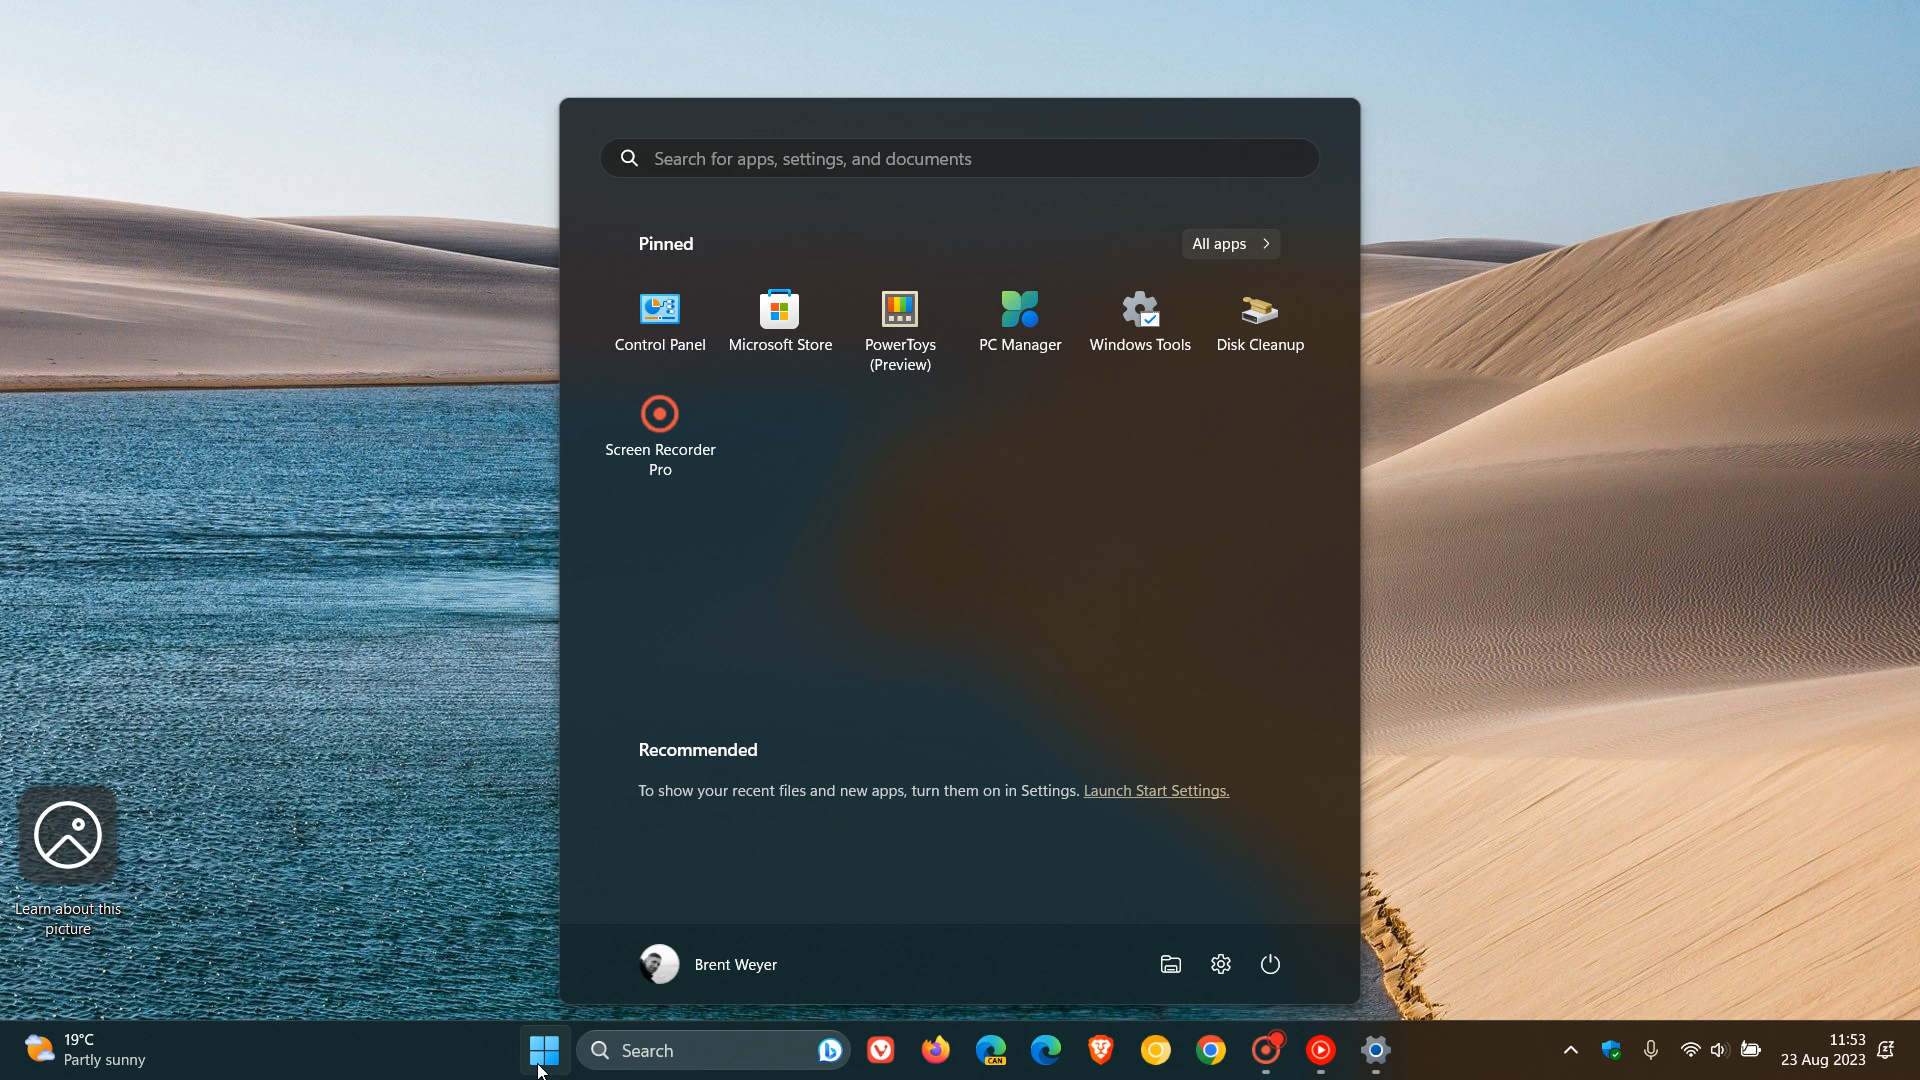 Search for apps, settings, and documents
Pinned
All apps
Control Panel
Microsoft Store
PowerToys
(Preview)
PC Manager
Windows Tools
Disk Cleanup
Screen Recorder
Pro
Recommended
To show your recent files and new apps, turn them on in Settings. Launch Start Settings.
Learn about this
picture
Brent Weyer
19°C
Partly sunny
Search
CAN
11:53
23 Aug 2023